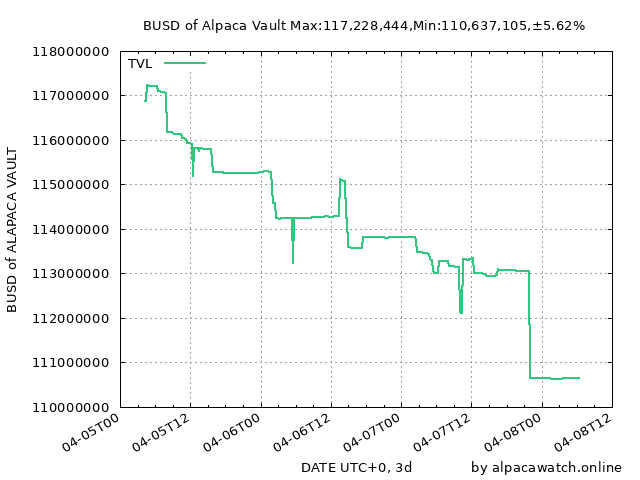 BUSD of Alpaca Vault Max:117,228,444,Min:110,637,105,±5.62%
TVL
118000000
117000000
116000000
115000000
114000000
113000000
112000000
111000000
110000000
BUSD of ALAPACA VAULT
04-05T00
04-05T12
04-06T00
04-06T12
04-07T00
04-07T12
04-08T00
04-08T12
DATE UTC+0, 3d
by alpacawatch.online